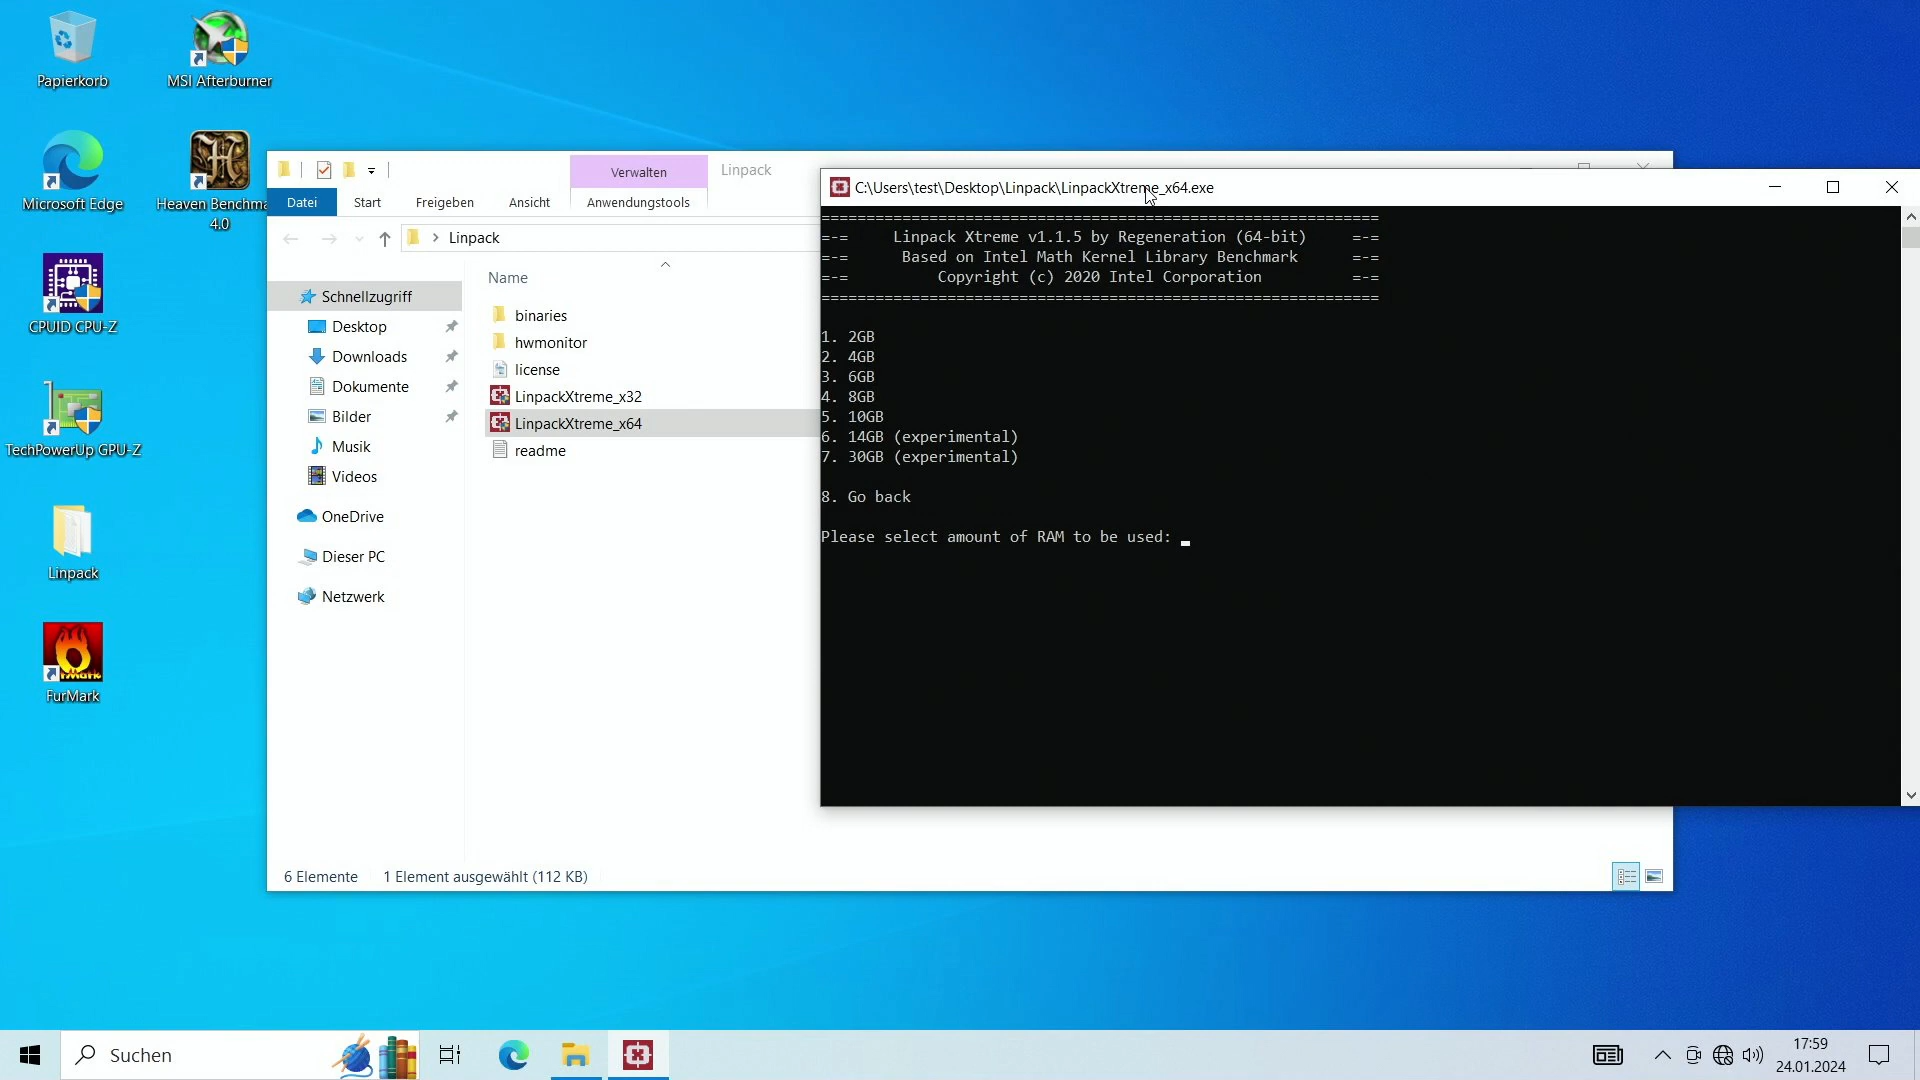 Papierkorb
MSI Afterburner
Microsoft Edge
Heaven Benchma
4.0
CPUID CPU-Z
TechPowerUp GPU-Z
Linpack
FurMark
Verwalten
Linpack
Datei
Start
Freigeben
Ansicht
Anwendungstools
Linpack
Schnellzugriff
Desktop
Downloads
Dokumente
Bilder
Musik
Videos
OneDrive
Dieser PC
Netzwerk
Name
binaries
hwmonitor
license
LinpackXtreme_x32
LinpackXtreme_x64
readme
6 Elemente
1 Element ausgewählt (112 KB)
C:\Users\test\Desktop\Linpack\LinpackXtreme_x64.exe
==============================================================
=-= Linpack Xtreme v1.1.5 by Regeneration (64-bit) =-=
=-= Based on Intel Math Kernel Library Benchmark =-=
=-= Copyright (c) 2020 Intel Corporation =-=
==============================================================
1. 2GB
2. 4GB
3. 6GB
4. 8GB
5. 10GB
6. 14GB (experimental)
7. 30GB (experimental)
8. Go back
Please select amount of RAM to be used: _
Suchen
17:59
24.01.2024